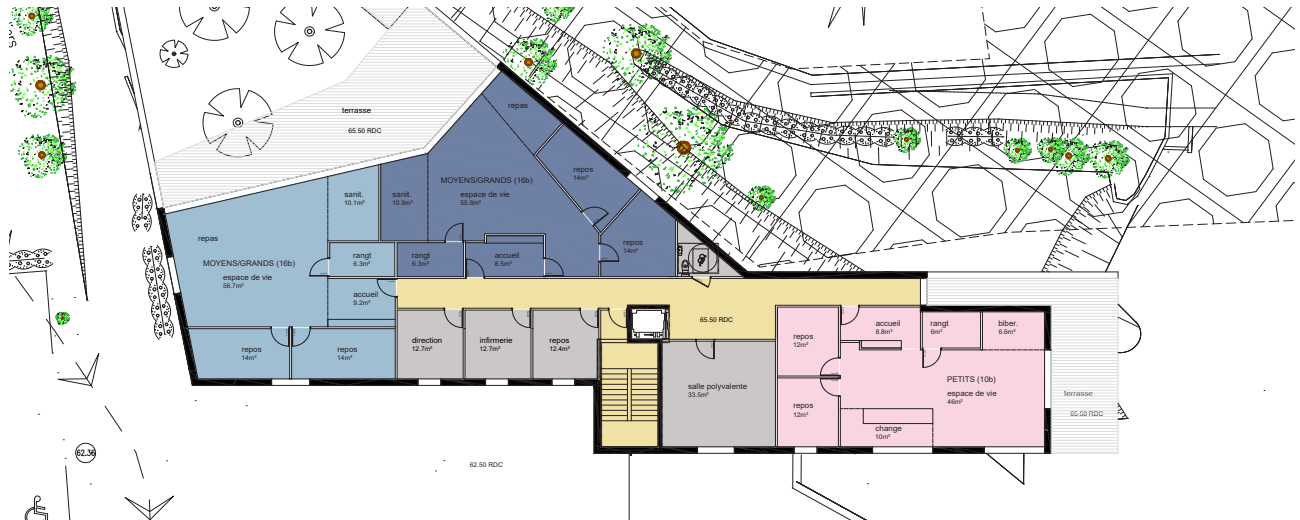 terrasse
65.50 RDC
repas
MOYENS/GRANDS (16b)
espace de vie
55.8m²
repos
14m²
repos
14m²
sanit.
10.1m²
sanit.
10.9m²
rangt
6.3m²
accueil
8.5m²
repas
MOYENS/GRANDS (16b)
espace de vie
56.7m²
rangt
6.3m²
accueil
9.2m²
repos
14m²
repos
14m²
direction
12.7m²
infirmerie
12.7m²
repos
12.4m²
65.50 RDC
salle polyvalente
33.5m²
repos
12m²
repos
12m²
accueil
8.8m²
rangt
6m²
biber.
6.6m²
PETITS (10b)
espace de vie
46m²
change
10m²
terrasse
65.50 RDC
62.36
62.50 RDC